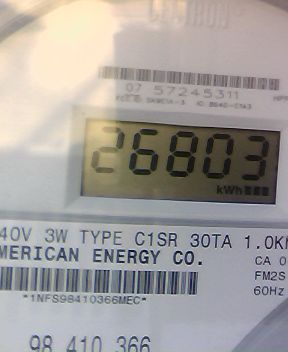 CENTRON
07 57245311
26803
kWh
40V 3W TYPE C1SR 30TA 1.0K
MERICAN ENERGY CO.
CA 0
FM2S
60Hz
*1NFS98410366MEC*
98 410 366